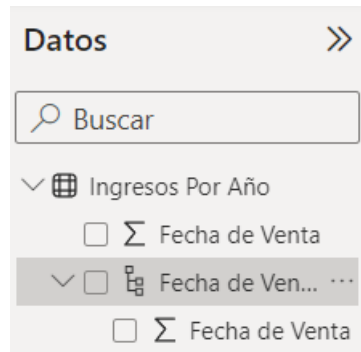 Datos
Buscar
Ingresos Por Año
Σ Fecha de Venta
Fecha de Ven... ...
Σ Fecha de Venta